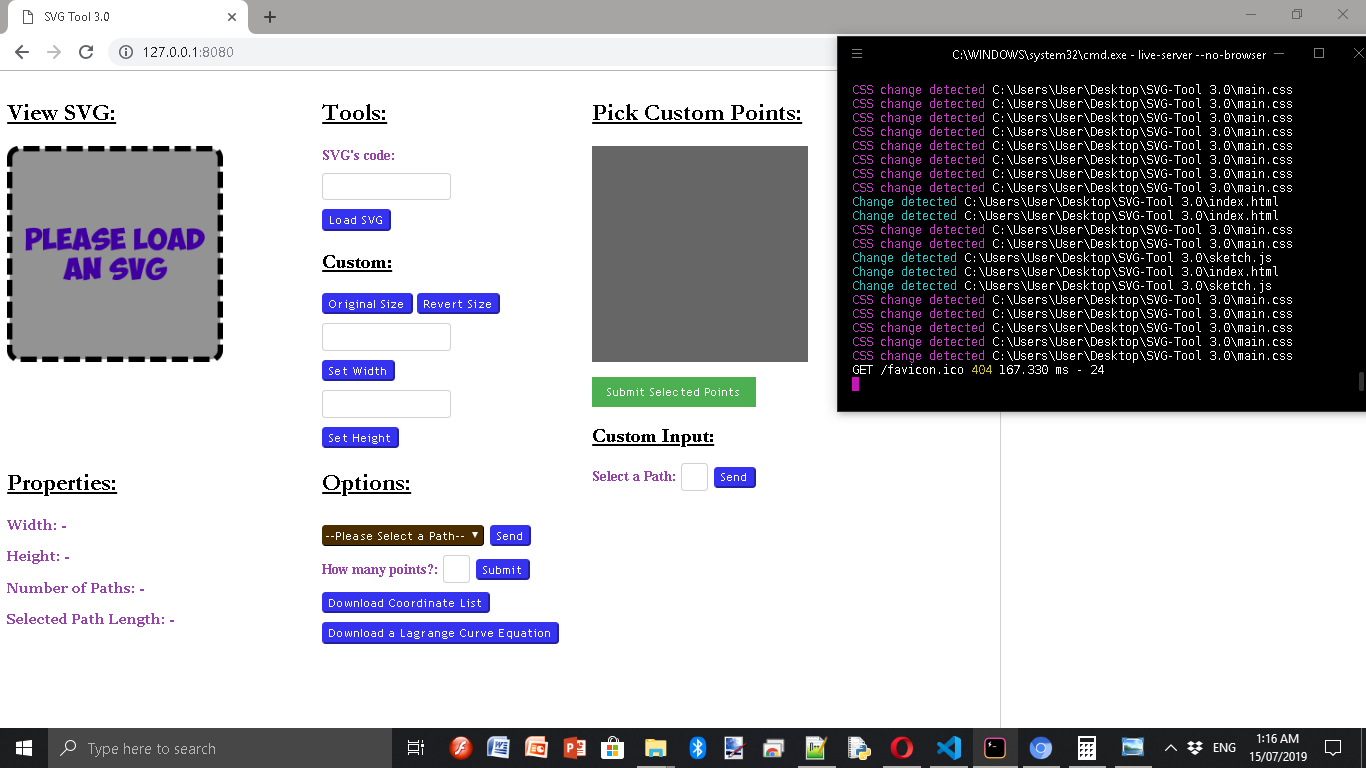 SVG Tool 3.0
127.0.0.1:8080
View SVG:
PLEASE LOAD
AN SVG
Properties:
Width: -
Height: -
Number of Paths: -
Selected Path Length: -
Tools:
SVG's code:
Load SVG
Custom:
Original Size Revert Size
Set Width
Set Height
Options:
--Please Select a Path-- Send
How many points?: Submit
Download Coordinate List
Download a Lagrange Curve Equation
Pick Custom Points:
Submit Selected Points
Custom Input:
Select a Path: Send
C:\WINDOWS\system32\cmd.exe - live-server --no-browser
CSS change detected C:\Users\User\Desktop\SVG-Tool 3.0\main.css
CSS change detected C:\Users\User\Desktop\SVG-Tool 3.0\main.css
CSS change detected C:\Users\User\Desktop\SVG-Tool 3.0\main.css
CSS change detected C:\Users\User\Desktop\SVG-Tool 3.0\main.css
CSS change detected C:\Users\User\Desktop\SVG-Tool 3.0\main.css
CSS change detected C:\Users\User\Desktop\SVG-Tool 3.0\main.css
CSS change detected C:\Users\User\Desktop\SVG-Tool 3.0\main.css
CSS change detected C:\Users\User\Desktop\SVG-Tool 3.0\main.css
Change detected C:\Users\User\Desktop\SVG-Tool 3.0\index.html
Change detected C:\Users\User\Desktop\SVG-Tool 3.0\index.html
CSS change detected C:\Users\User\Desktop\SVG-Tool 3.0\main.css
CSS change detected C:\Users\User\Desktop\SVG-Tool 3.0\main.css
Change detected C:\Users\User\Desktop\SVG-Tool 3.0\sketch.js
Change detected C:\Users\User\Desktop\SVG-Tool 3.0\index.html
Change detected C:\Users\User\Desktop\SVG-Tool 3.0\sketch.js
CSS change detected C:\Users\User\Desktop\SVG-Tool 3.0\main.css
CSS change detected C:\Users\User\Desktop\SVG-Tool 3.0\main.css
CSS change detected C:\Users\User\Desktop\SVG-Tool 3.0\main.css
CSS change detected C:\Users\User\Desktop\SVG-Tool 3.0\main.css
CSS change detected C:\Users\User\Desktop\SVG-Tool 3.0\main.css
GET /favicon.ico 404 167.330 ms - 24
Type here to search
ENG
1:16 AM
15/07/2019